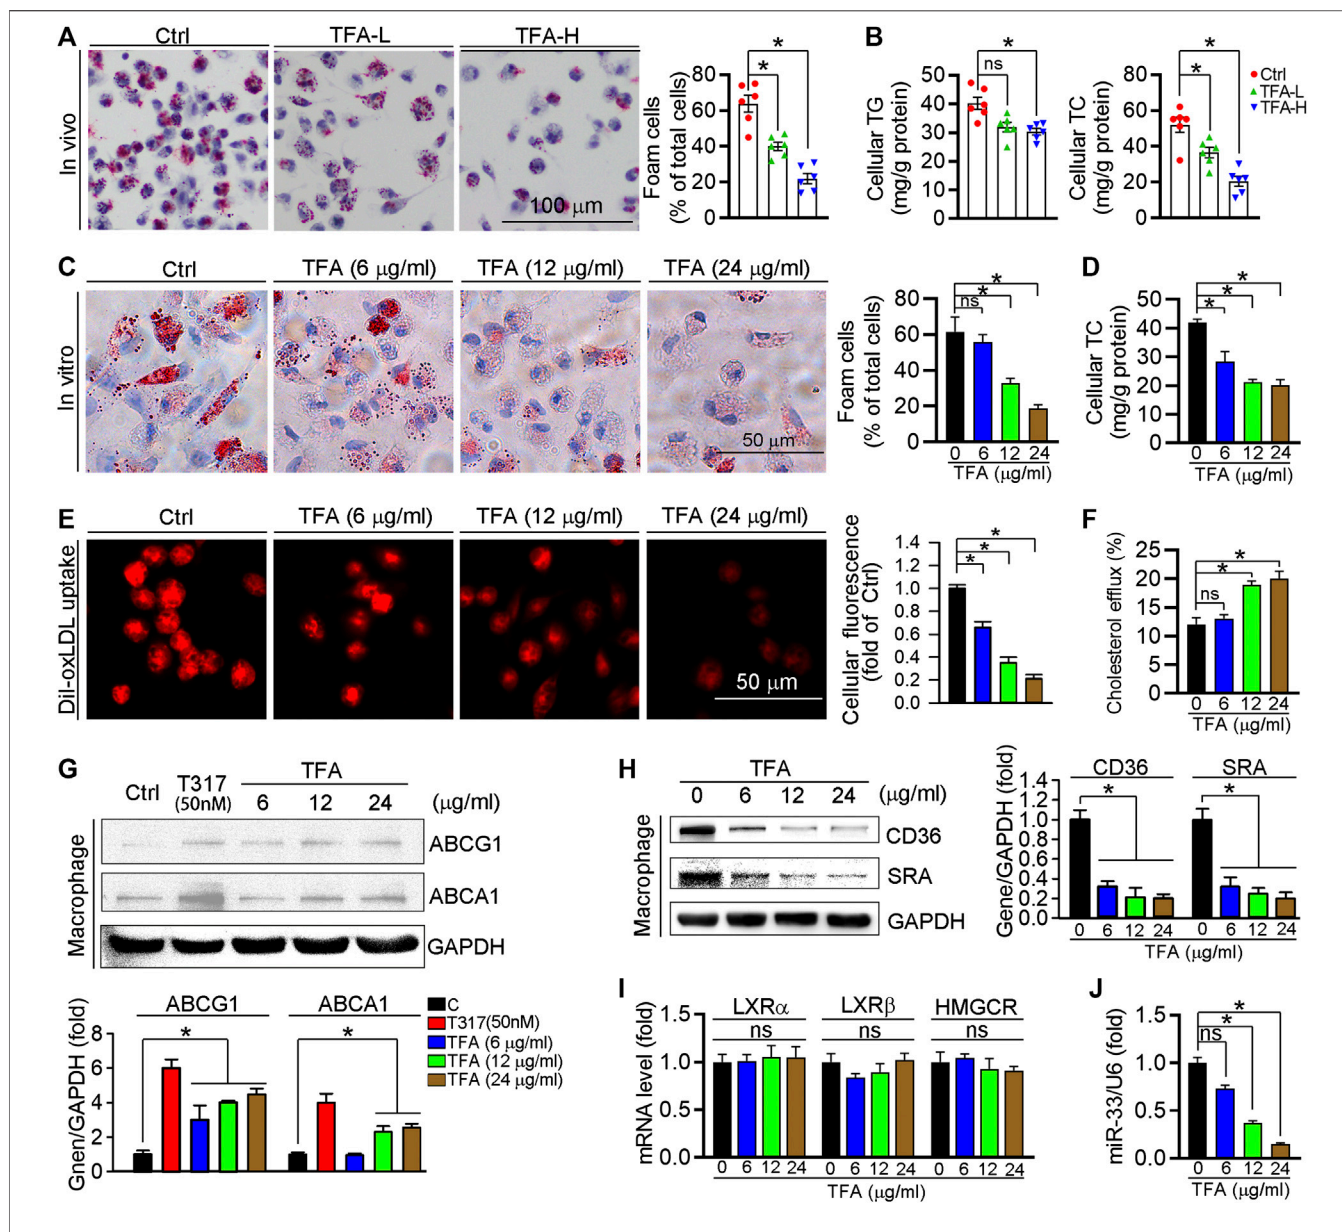 A
Ctrl
TFA-L
TFA-H
In vivo
100 μm
Foam cells
(% of total cells)
80
60
40
20
0
*
*
B
Cellular TG
(mg/g protein)
50
40
30
20
10
0
ns
*
Cellular TC
(mg/g protein)
80
60
40
20
0
*
*
Ctrl
TFA-L
TFA-H
C
Ctrl
TFA (6 μg/ml)
TFA (12 μg/ml)
TFA (24 μg/ml)
In vitro
50 μm
Foam cells
(% of total cells)
80
60
40
20
0
ns
*
*
0 6 12 24
TFA (μg/ml)
D
Cellular TC
(mg/g protein)
50
40
30
20
10
0
*
*
*
0 6 12 24
TFA (μg/ml)
E
Ctrl
TFA (6 μg/ml)
TFA (12 μg/ml)
TFA (24 μg/ml)
Dil-oxLDL uptake
50 μm
Cellular fluorescence
(fold of Ctrl)
1.4
1.2
1.0
0.8
0.6
0.4
0.2
0.0
*
*
*
F
Cholesterol efflux (%)
25
20
15
10
5
0
ns
*
*
0 6 12 24
TFA (μg/ml)
G
Ctrl
T317
(50nM)
TFA
6 12 24
(μg/ml)
Macrophage
ABCG1
ABCA1
GAPDH
ABCG1
ABCA1
Gnen/GAPDH (fold)
8
6
4
2
0
*
*
C
T317(50nM)
TFA (6 μg/ml)
TFA (12 μg/ml)
TFA (24 μg/ml)
H
TFA
0 6 12 24
(μg/ml)
Macrophage
CD36
SRA
GAPDH
CD36
SRA
Gene/GAPDH (fold)
1.4
1.2
1.0
0.8
0.6
0.4
0.2
0.0
*
*
0 6 12 24
0 6 12 24
TFA (μg/ml)
I
LXRα
LXRβ
HMGCR
ns
ns
ns
mRNA level (fold)
1.5
1.0
0.5
0.0
0 6 12 24
0 6 12 24
0 6 12 24
TFA (μg/ml)
J
miR-33/U6 (fold)
1.5
1.0
0.5
0.0
ns
*
*
0 6 12 24
TFA (μg/ml)